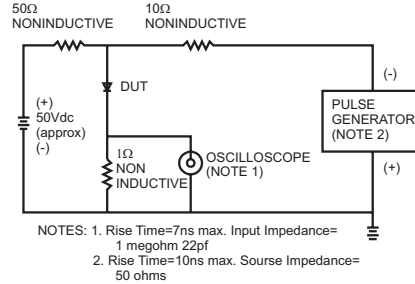 50Ω
NONINDUCTIVE
10Ω
NONINDUCTIVE
DUT
(+)
50Vdc
(approx)
(-)
1Ω
NON
INDUCTIVE
OSCILLOSCOPE
(NOTE 1)
(-)
PULSE
GENERATOR
(NOTE 2)
(+)
NOTES: 1. Rise Time=7ns max. Input Impedance=
1 megohm 22pf
2. Rise Time=10ns max. Sourse Impedance=
50 ohms